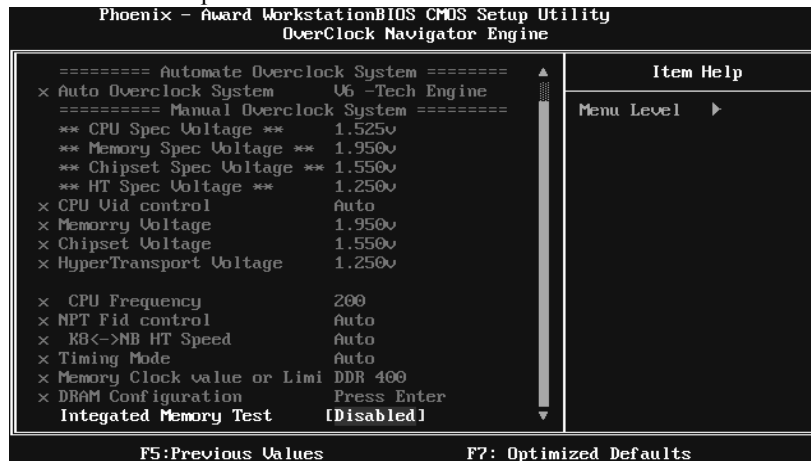 Phoenix - Award WorkstationBIOS CMOS Setup Utility
OverClock Navigator Engine
========= Automate Overclock System ======== Item Help
x Auto Overclock System V6 -Tech Engine
========== Manual Overclock System ========= Menu Level ▶
** CPU Spec Voltage ** 1.525v
** Memory Spec Voltage ** 1.950v
** Chipset Spec Voltage ** 1.550v
** HT Spec Voltage ** 1.250v
x CPU Vid control Auto
x Memorry Voltage 1.950v
x Chipset Voltage 1.550v
x HyperTransport Voltage 1.250v
x CPU Frequency 200
x NPT Fid control Auto
x K8<->NB HT Speed Auto
x Timing Mode Auto
x Memory Clock value or Limi DDR 400
x DRAM Configuration Press Enter
Integated Memory Test [Disabled]
F5:Previous Values F7: Optimized Defaults